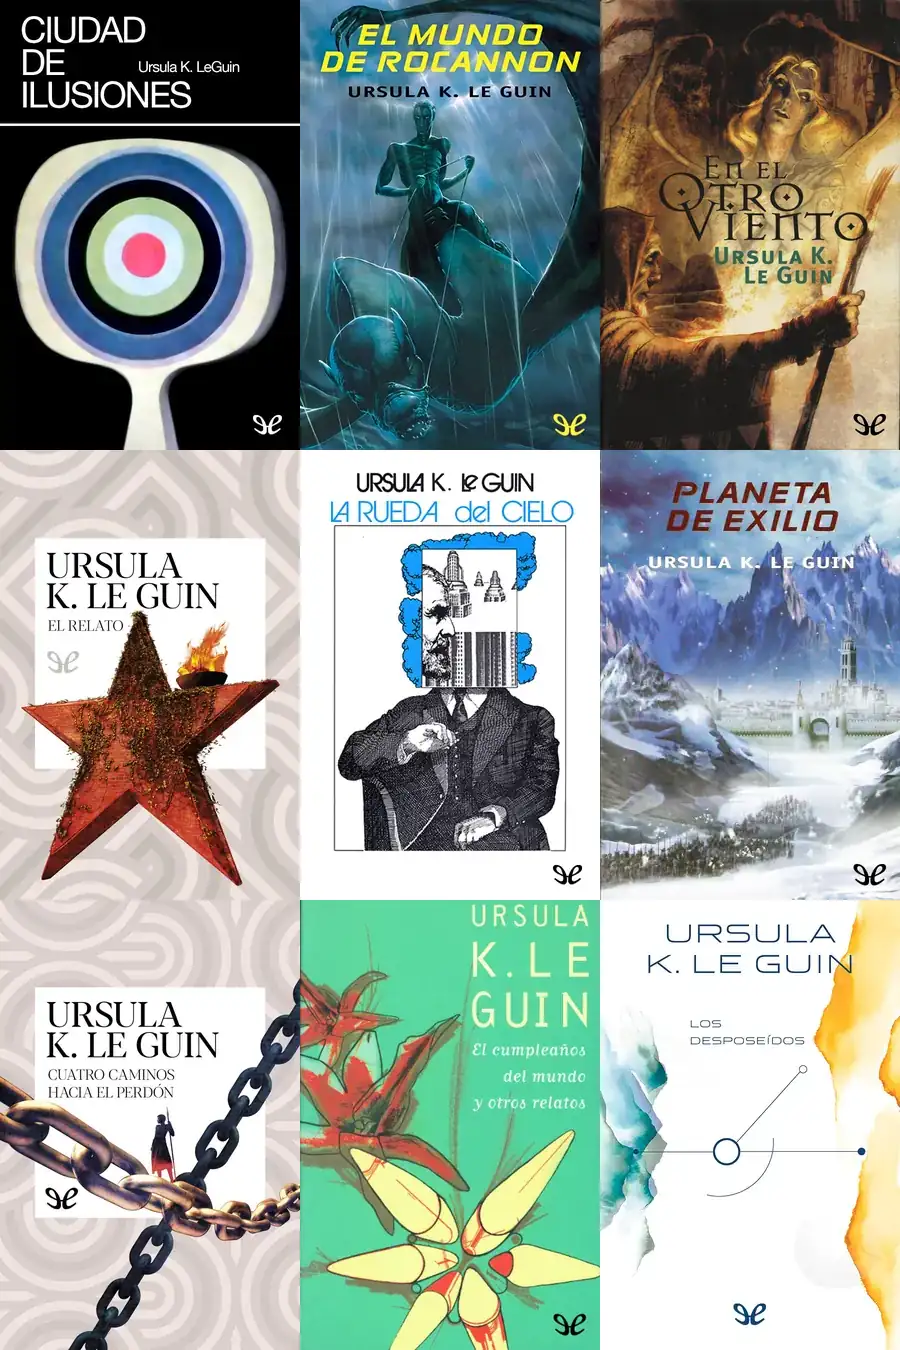 CIUDAD
DE
ILUSIONES
Ursula K. LeGuin
EL MUNDO
DE ROCANNON
URSULA K. LE GUIN
EN EL
OTRO
VIENTO
URSULA K.
LE GUIN
URSULA
K. LE GUIN
EL RELATO
URSULA K. Le GUIN
LA RUEDA del CIELO
PLANETA
DE EXILIO
URSULA K. LE GUIN
URSULA
K. LE GUIN
CUATRO CAMINOS
HACIA EL PERDÓN
URSULA
K. LE
GUIN
El cumpleaños
del mundo
y otros relatos
URSULA
K. LE GUIN
LOS
DESPOSEÍDOS